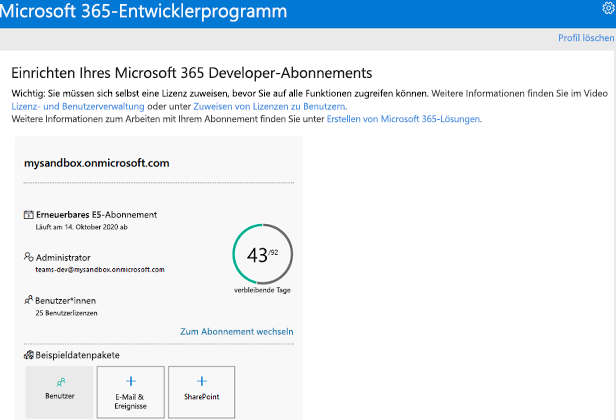 Microsoft 365-Entwicklerprogramm
Profil löschen
Einrichten Ihres Microsoft 365 Developer-Abonnements
Wichtig: Sie müssen sich selbst eine Lizenz zuweisen, bevor Sie auf alle Funktionen zugreifen können. Weitere Informationen finden Sie im Video
Lizenz- und Benutzerverwaltung oder unter Zuweisen von Lizenzen zu Benutzern.
Weitere Informationen zum Arbeiten mit Ihrem Abonnement finden Sie unter Erstellen von Microsoft 365-Lösungen.
mysandbox.onmicrosoft.com
Erneuerbares E5-Abonnement
Läuft am 14. Oktober 2020 ab
43/92
verbleibende Tage
Administrator
teams-dev@mysandbox.onmicrosoft.com
Benutzer*innen
25 Benutzerlizenzen
Zum Abonnement wechseln
Beispieldatenpakete
Benutzer
E-Mail &
Ereignisse
SharePoint